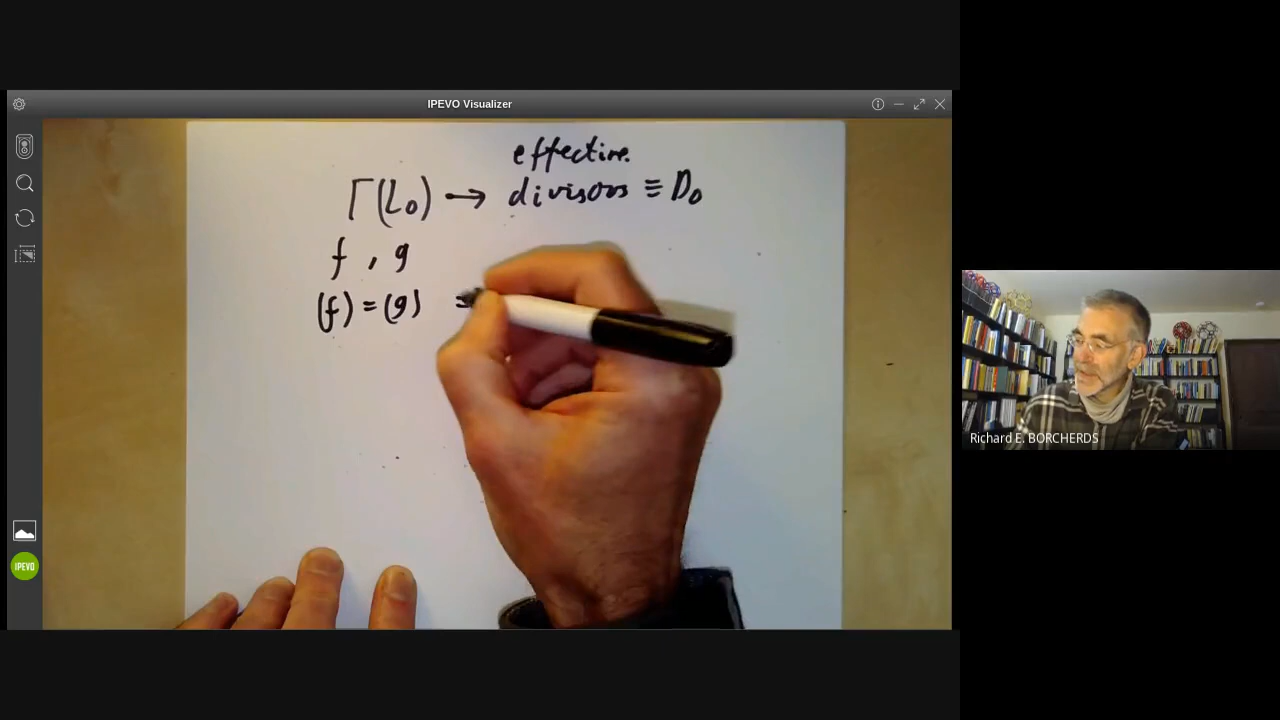 IPEVO Visualizer
effective.
Γ(L₀) → divisors ≡ D₀
f , g
(f) = (g) =
IPEVO
Richard E. BORCHERDS